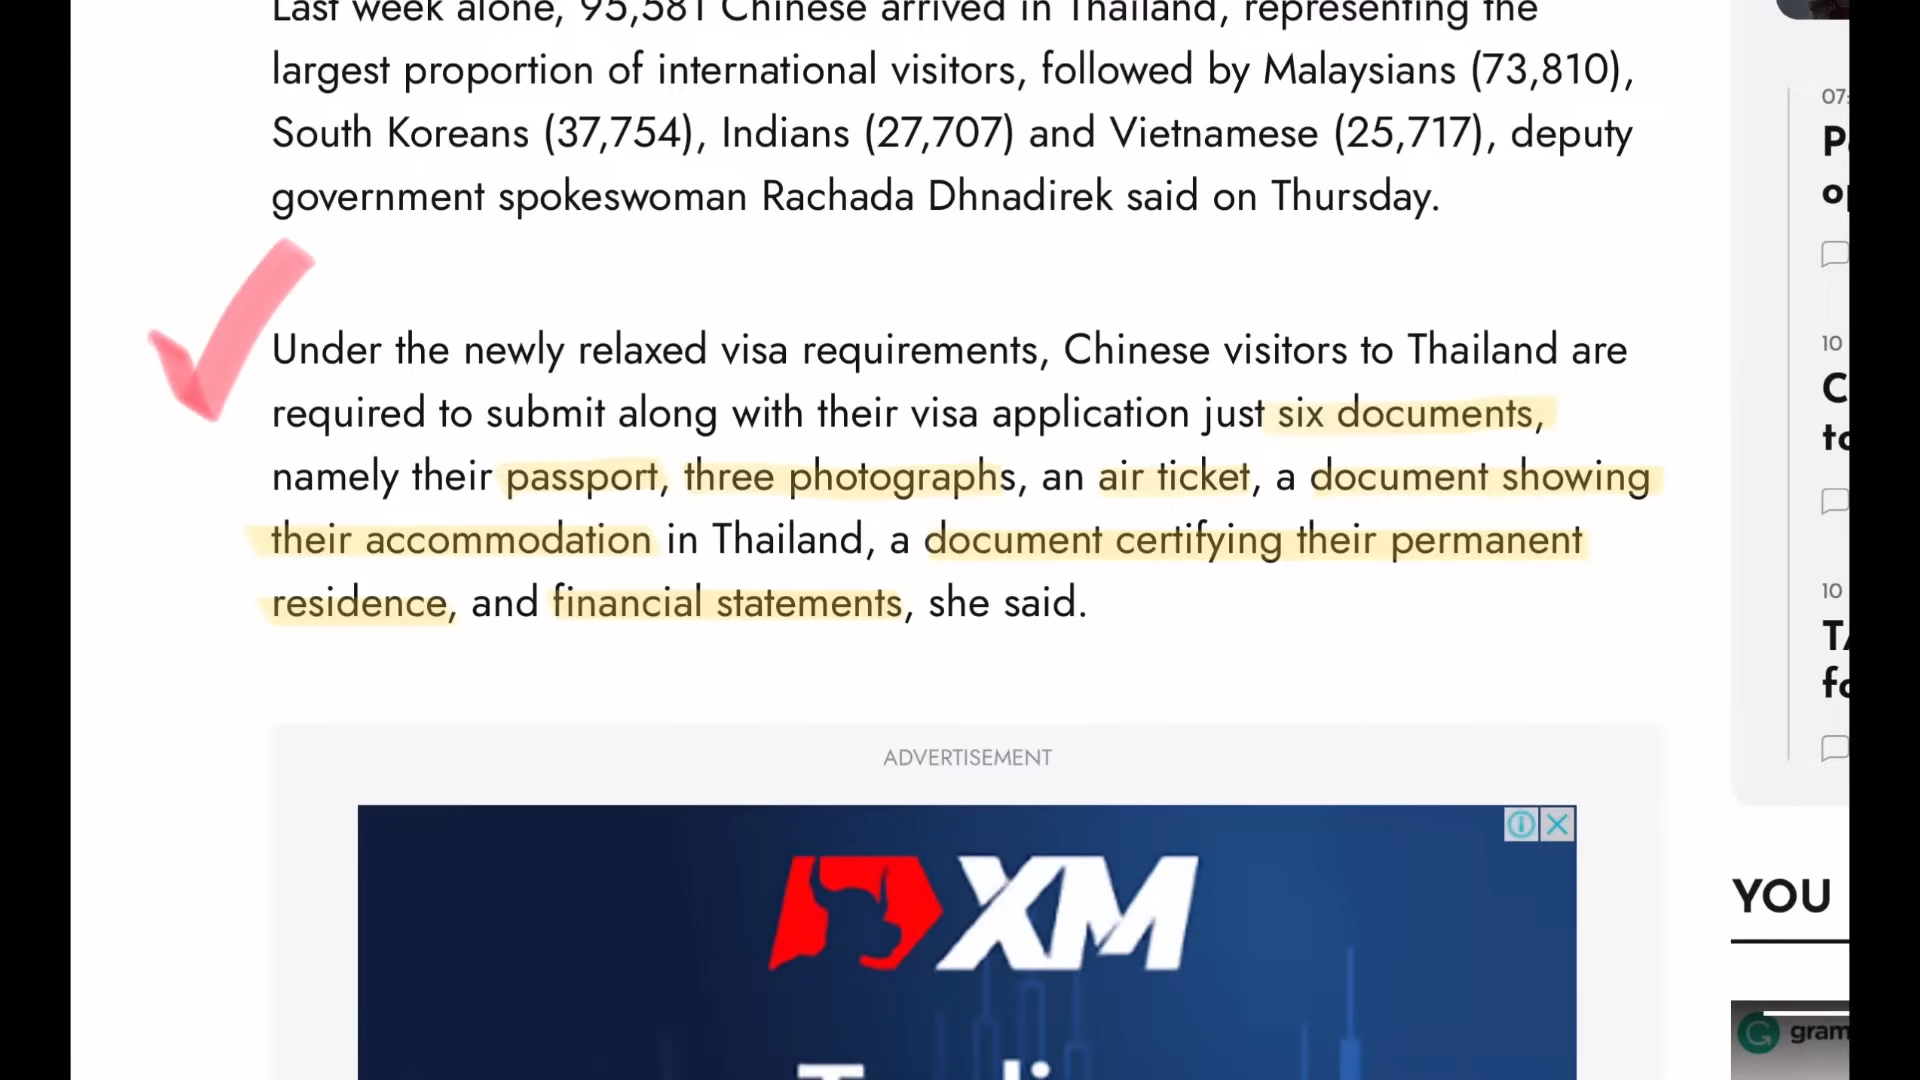 Last week alone, 95,581 Chinese arrived in Thailand, representing the
largest proportion of international visitors, followed by Malaysians (73,810),
South Koreans (37,754), Indians (27,707) and Vietnamese (25,717), deputy
government spokeswoman Rachada Dhnadirek said on Thursday.
Under the newly relaxed visa requirements, Chinese visitors to Thailand are
required to submit along with their visa application just six documents,
namely their passport, three photographs, an air ticket, a document showing
their accommodation in Thailand, a document certifying their permanent
residence, and financial statements, she said.
ADVERTISEMENT
XM
07:
10
10
YOU
gram